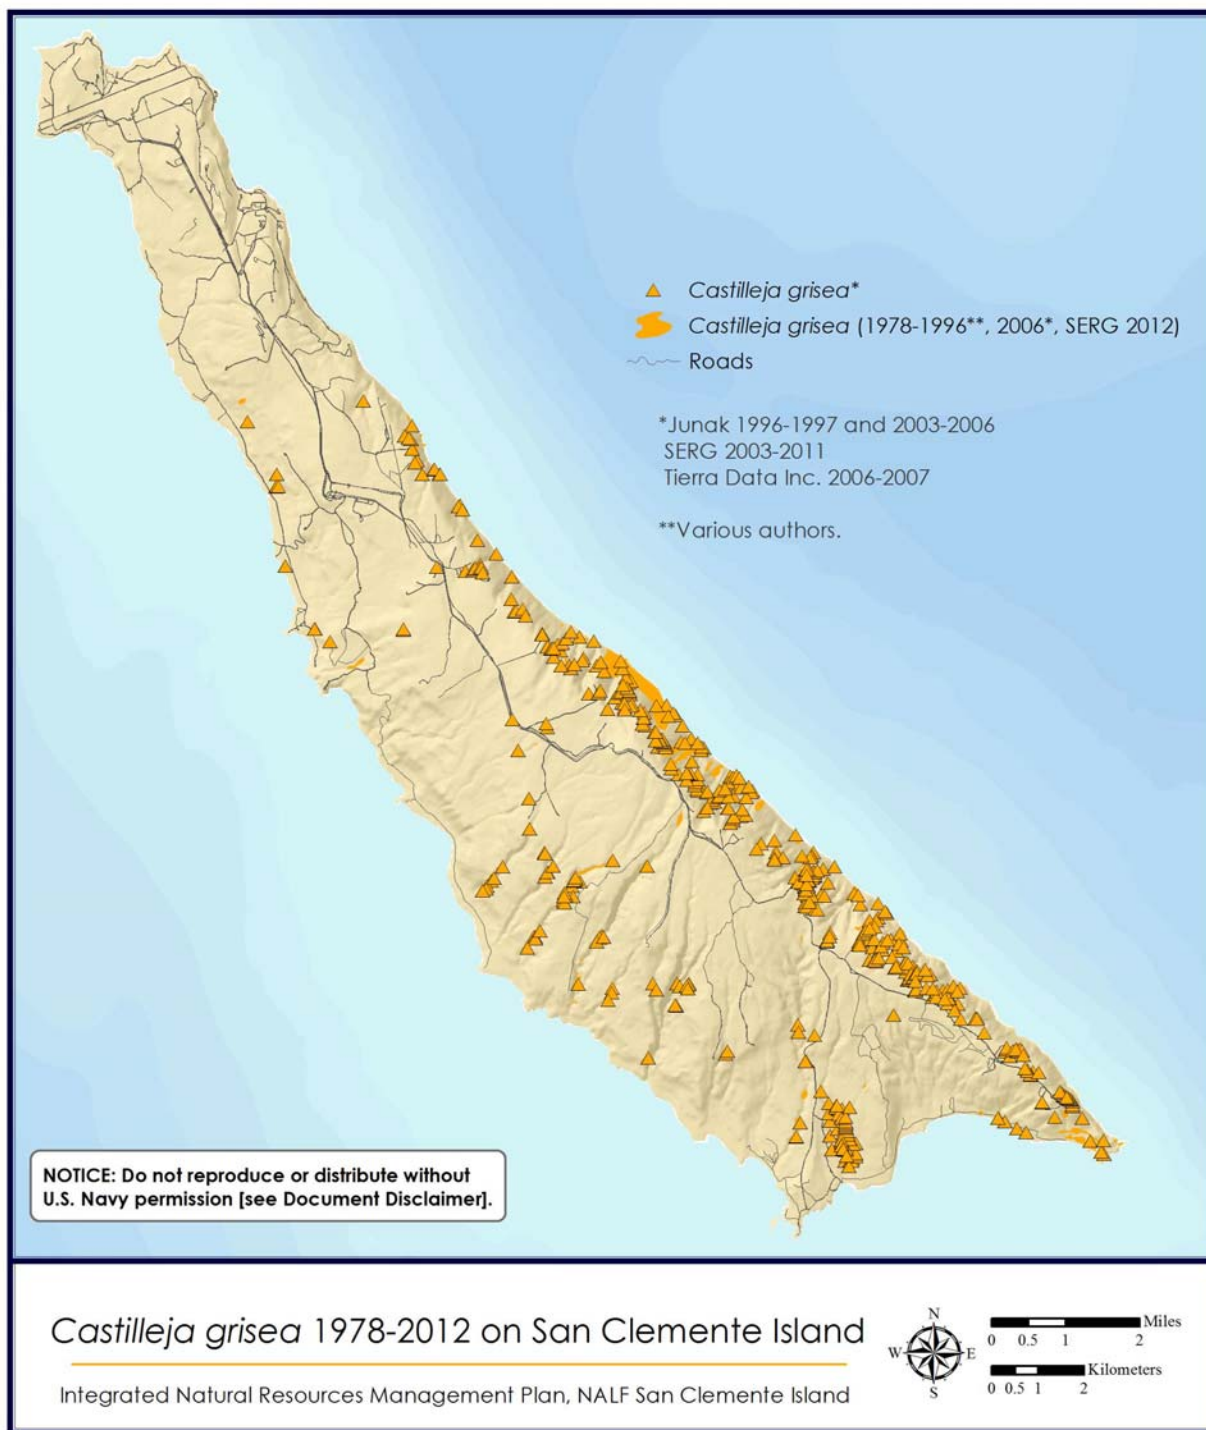 Castilleja grisea*
Castilleja grisea (1978-1996**, 2006*, SERG 2012)
Roads
*Junak 1996-1997 and 2003-2006
SERG 2003-2011
Tierra Data Inc. 2006-2007
**Various authors.
NOTICE: Do not reproduce or distribute without
U.S. Navy permission [see Document Disclaimer].
Castilleja grisea 1978-2012 on San Clemente Island
Integrated Natural Resources Management Plan, NALF San Clemente Island
N
W E
S
Miles
0 0.5 1 2
Kilometers
0 0.5 1 2